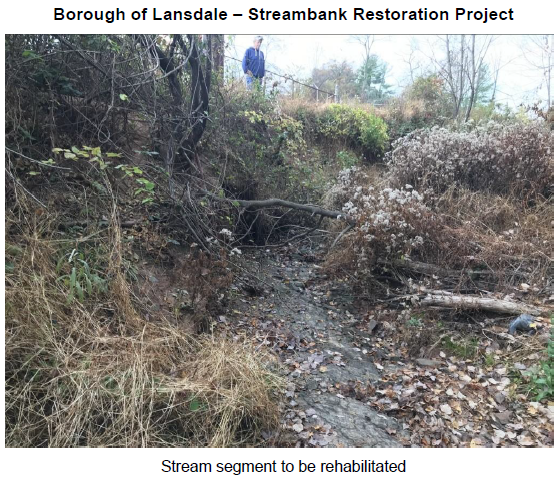 Borough of Lansdale – Streambank Restoration Project
Stream segment to be rehabilitated